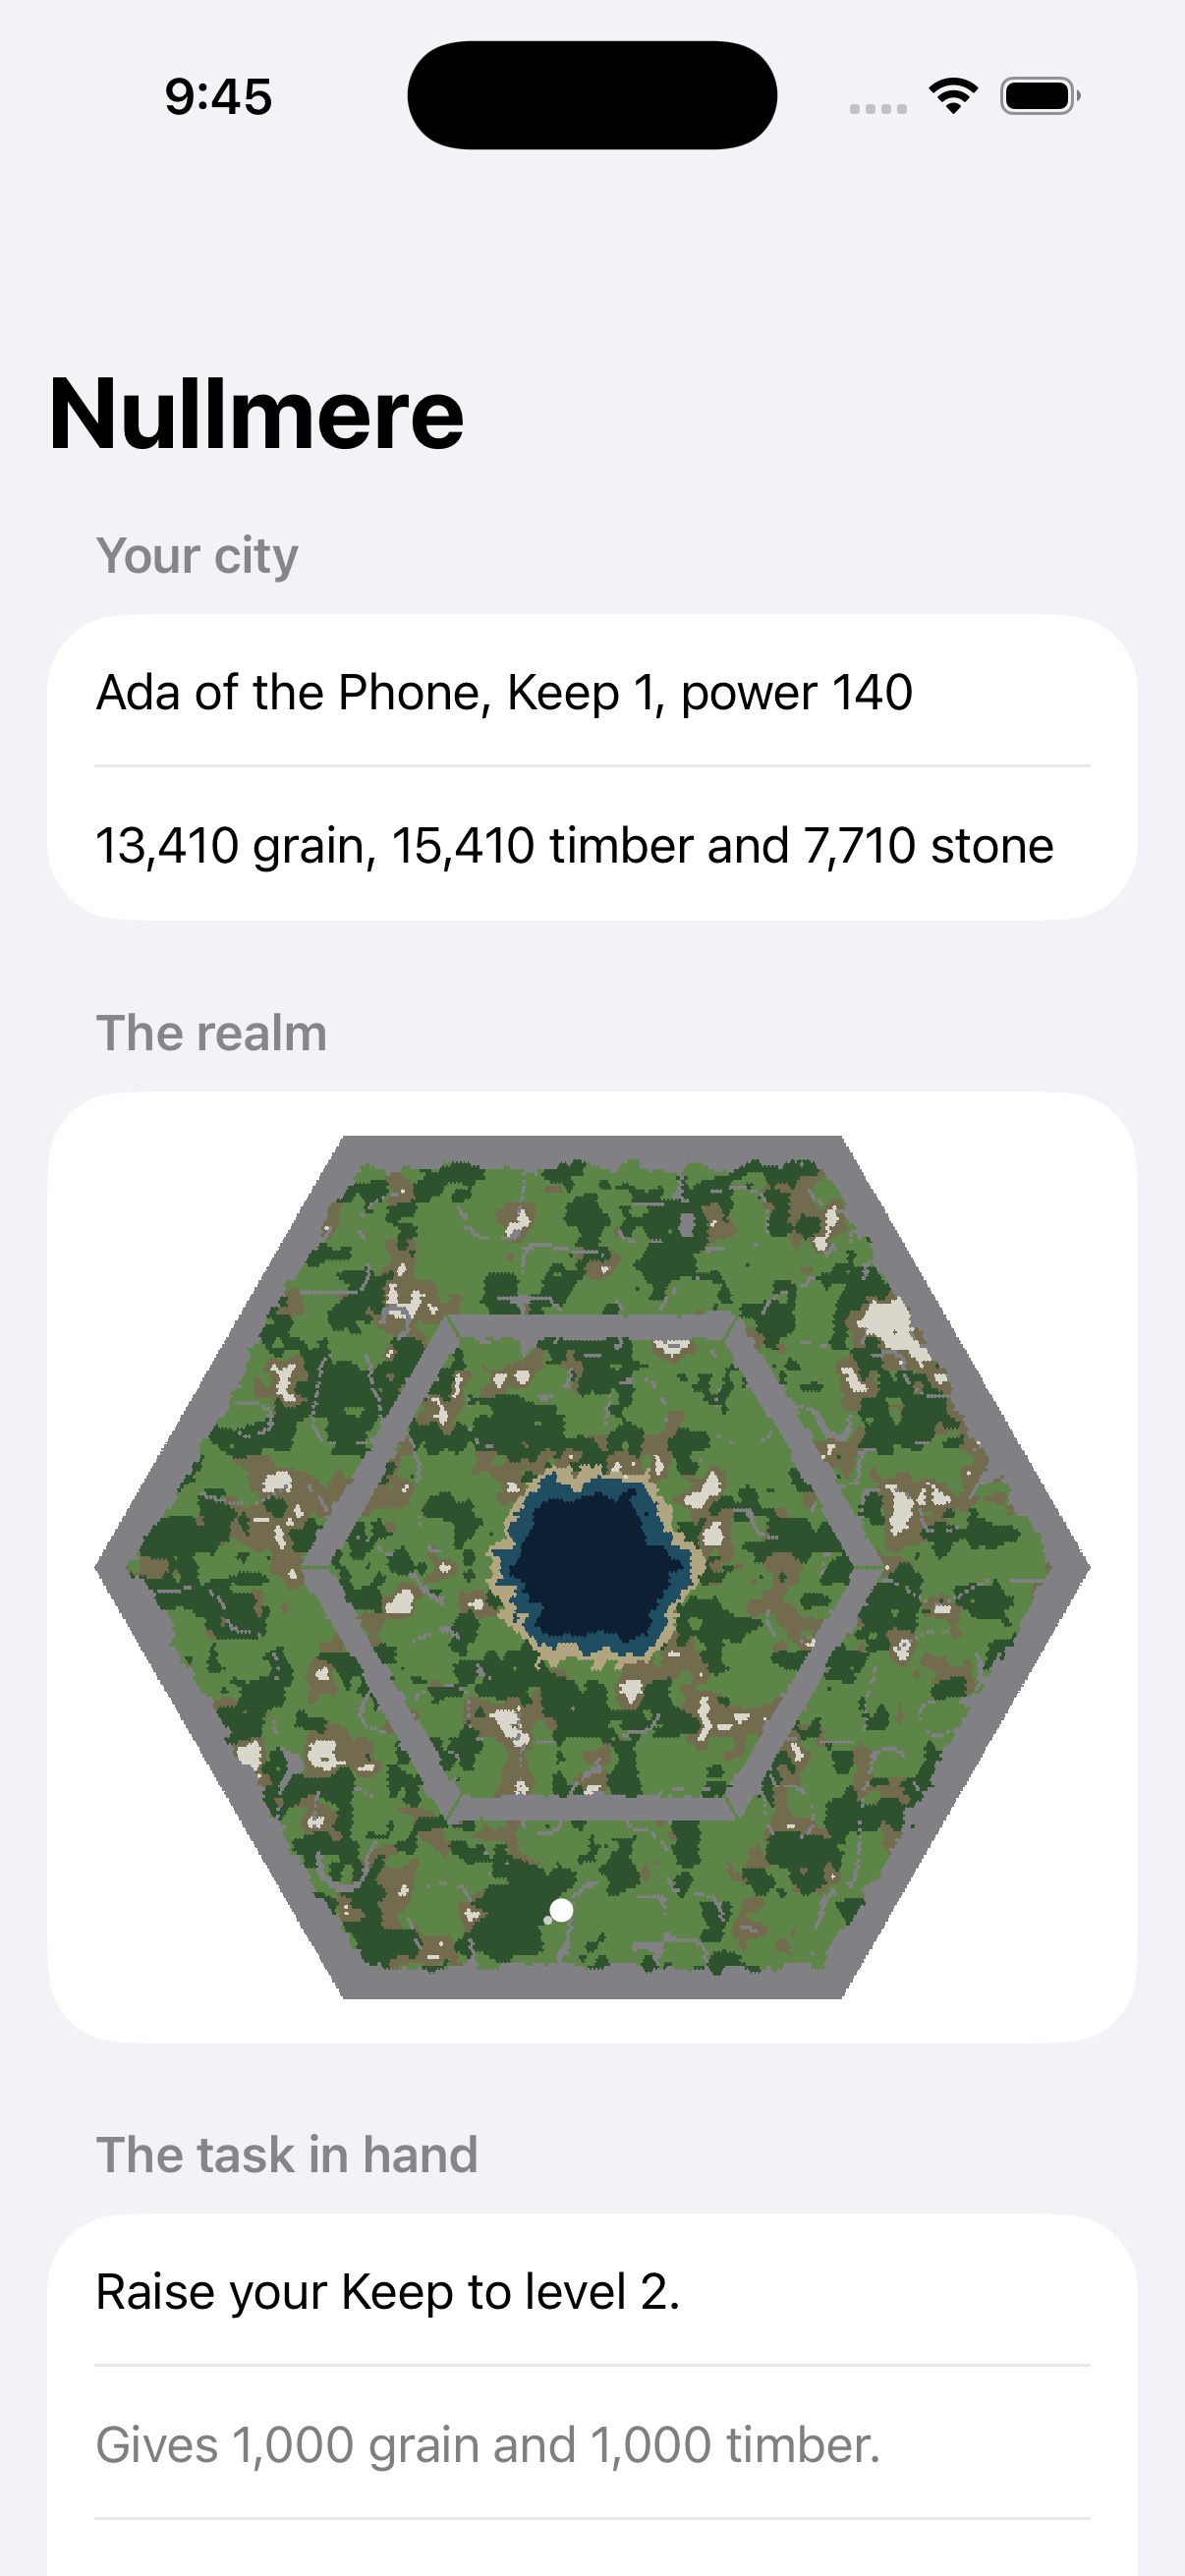 9:45
Nullmere
Your city
Ada of the Phone, Keep 1, power 140
13,410 grain, 15,410 timber and 7,710 stone
The realm
The task in hand
Raise your Keep to level 2.
Gives 1,000 grain and 1,000 timber.